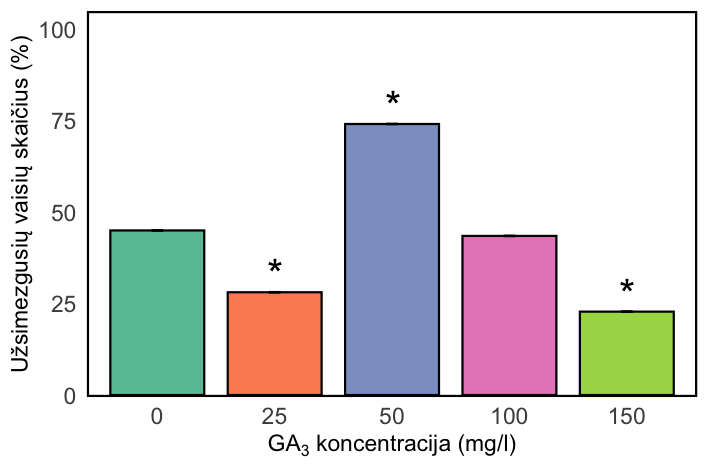 Užsimezgusių vaisių skaičius (%)
100
75
50
25
0
*
*
*
0 25 50 100 150
GA₃ koncentracija (mg/l)